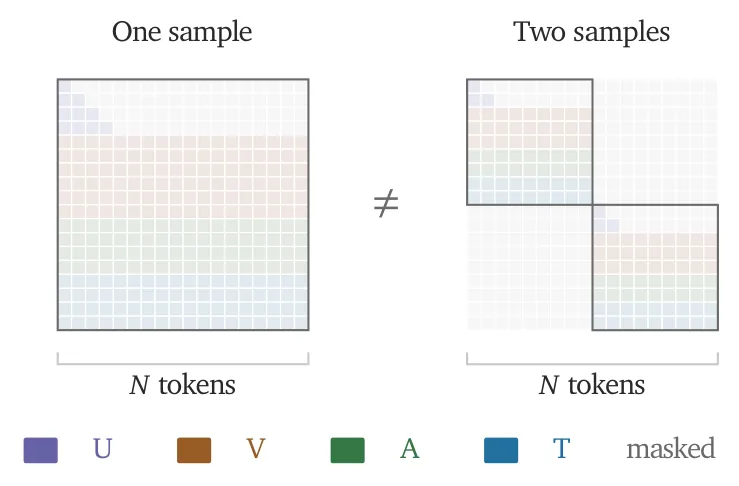 One sample
Two samples
≠
N tokens
N tokens
U V A T masked